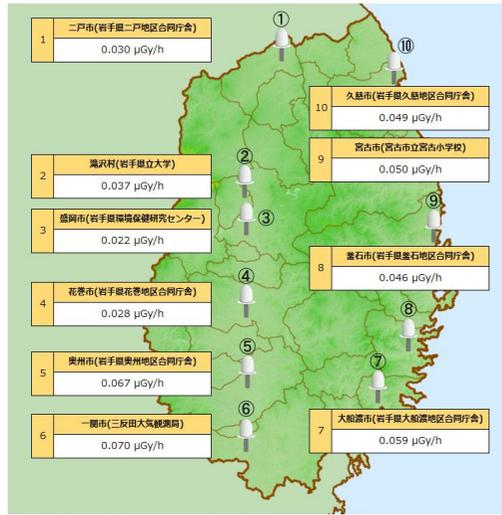 1
二戸市(岩手県二戸地区合同庁舎)
0.030 μGy/h
①
⑩
10
久慈市(岩手県久慈地区合同庁舎)
0.049 μGy/h
9
宮古市(宮古市立宮古小学校)
0.050 μGy/h
2
滝沢村(岩手県立大学)
0.037 μGy/h
②
3
盛岡市(岩手県環境保健研究センター)
0.022 μGy/h
③
⑨
8
釜石市(岩手県釜石地区合同庁舎)
0.046 μGy/h
4
花巻市(岩手県花巻地区合同庁舎)
0.028 μGy/h
④
⑧
5
奥州市(岩手県奥州地区合同庁舎)
0.067 μGy/h
⑤
⑦
6
一関市(三反田大気観測局)
0.070 μGy/h
⑥
7
大船渡市(岩手県大船渡地区合同庁舎)
0.059 μGy/h